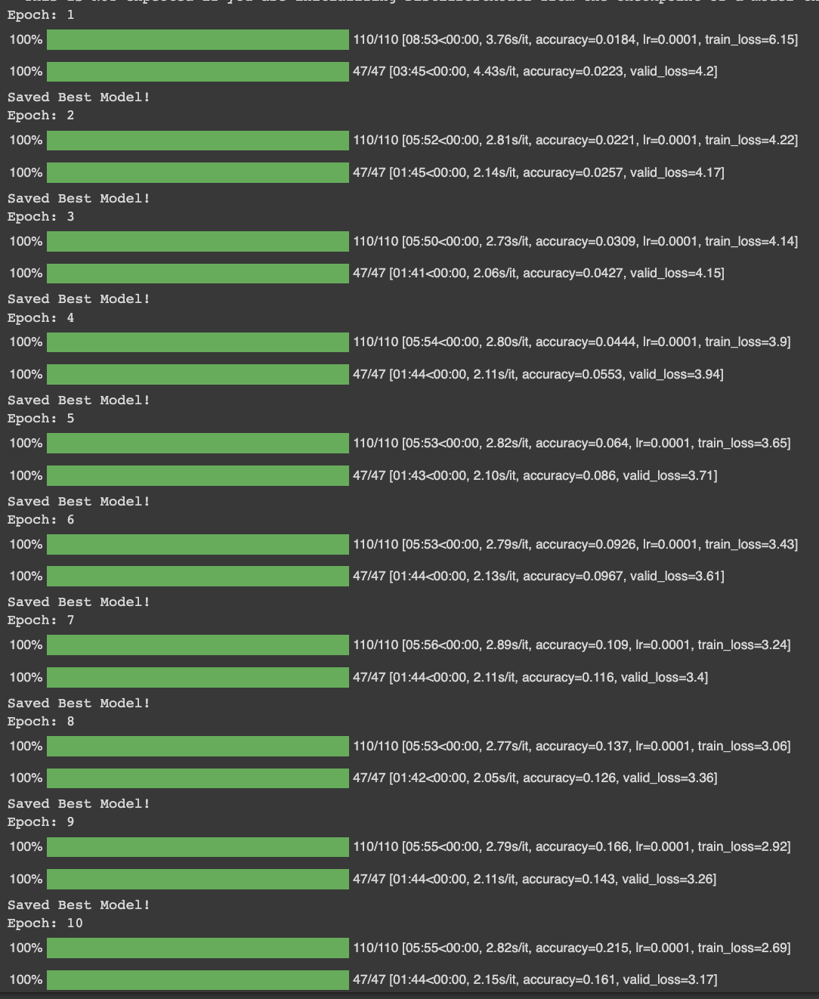 This is NOT expected if you are initializing DistilBertModel from the checkpoint of a model
Epoch: 1
100% 110/110 [08:53<00:00, 3.76s/it, accuracy=0.0184, lr=0.0001, train_loss=6.15]
100% 47/47 [03:45<00:00, 4.43s/it, accuracy=0.0223, valid_loss=4.2]
Saved Best Model!
Epoch: 2
100% 110/110 [05:52<00:00, 2.81s/it, accuracy=0.0221, lr=0.0001, train_loss=4.22]
100% 47/47 [01:45<00:00, 2.14s/it, accuracy=0.0257, valid_loss=4.17]
Saved Best Model!
Epoch: 3
100% 110/110 [05:50<00:00, 2.73s/it, accuracy=0.0309, lr=0.0001, train_loss=4.14]
100% 47/47 [01:41<00:00, 2.06s/it, accuracy=0.0427, valid_loss=4.15]
Saved Best Model!
Epoch: 4
100% 110/110 [05:54<00:00, 2.80s/it, accuracy=0.0444, lr=0.0001, train_loss=3.9]
100% 47/47 [01:44<00:00, 2.11s/it, accuracy=0.0553, valid_loss=3.94]
Saved Best Model!
Epoch: 5
100% 110/110 [05:53<00:00, 2.82s/it, accuracy=0.064, lr=0.0001, train_loss=3.65]
100% 47/47 [01:43<00:00, 2.10s/it, accuracy=0.086, valid_loss=3.71]
Saved Best Model!
Epoch: 6
100% 110/110 [05:53<00:00, 2.79s/it, accuracy=0.0926, lr=0.0001, train_loss=3.43]
100% 47/47 [01:44<00:00, 2.13s/it, accuracy=0.0967, valid_loss=3.61]
Saved Best Model!
Epoch: 7
100% 110/110 [05:56<00:00, 2.89s/it, accuracy=0.109, lr=0.0001, train_loss=3.24]
100% 47/47 [01:44<00:00, 2.11s/it, accuracy=0.116, valid_loss=3.4]
Saved Best Model!
Epoch: 8
100% 110/110 [05:53<00:00, 2.77s/it, accuracy=0.137, lr=0.0001, train_loss=3.06]
100% 47/47 [01:42<00:00, 2.05s/it, accuracy=0.126, valid_loss=3.36]
Saved Best Model!
Epoch: 9
100% 110/110 [05:55<00:00, 2.79s/it, accuracy=0.166, lr=0.0001, train_loss=2.92]
100% 47/47 [01:44<00:00, 2.11s/it, accuracy=0.143, valid_loss=3.26]
Saved Best Model!
Epoch: 10
100% 110/110 [05:55<00:00, 2.82s/it, accuracy=0.215, lr=0.0001, train_loss=2.69]
100% 47/47 [01:44<00:00, 2.15s/it, accuracy=0.161, valid_loss=3.17]